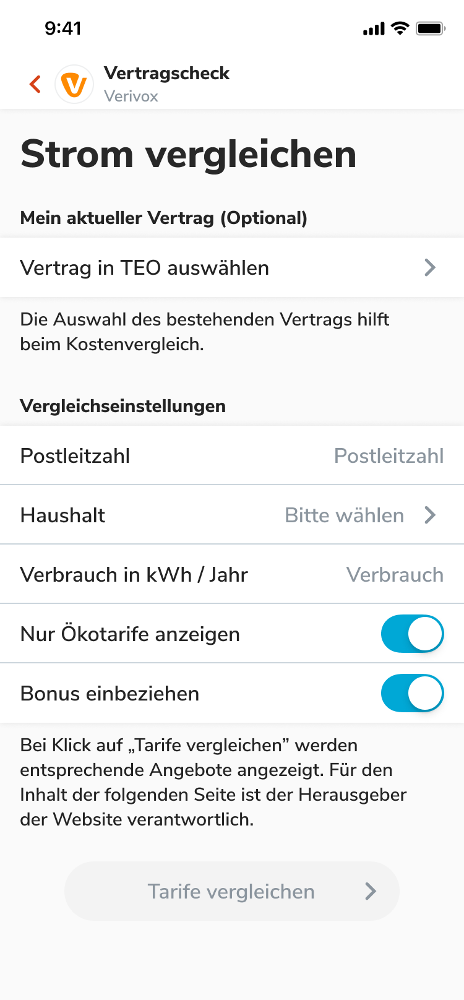 9:41
Vertragscheck
Verivox
Strom vergleichen
Mein aktueller Vertrag (Optional)
Vertrag in TEO auswählen
Die Auswahl des bestehenden Vertrags hilft
beim Kostenvergleich.
Vergleichseinstellungen
Postleitzahl Postleitzahl
Haushalt Bitte wählen
Verbrauch in kWh / Jahr Verbrauch
Nur Ökotarife anzeigen
Bonus einbeziehen
Bei Klick auf „Tarife vergleichen” werden
entsprechende Angebote angezeigt. Für den
Inhalt der folgenden Seite ist der Herausgeber
der Website verantwortlich.
Tarife vergleichen